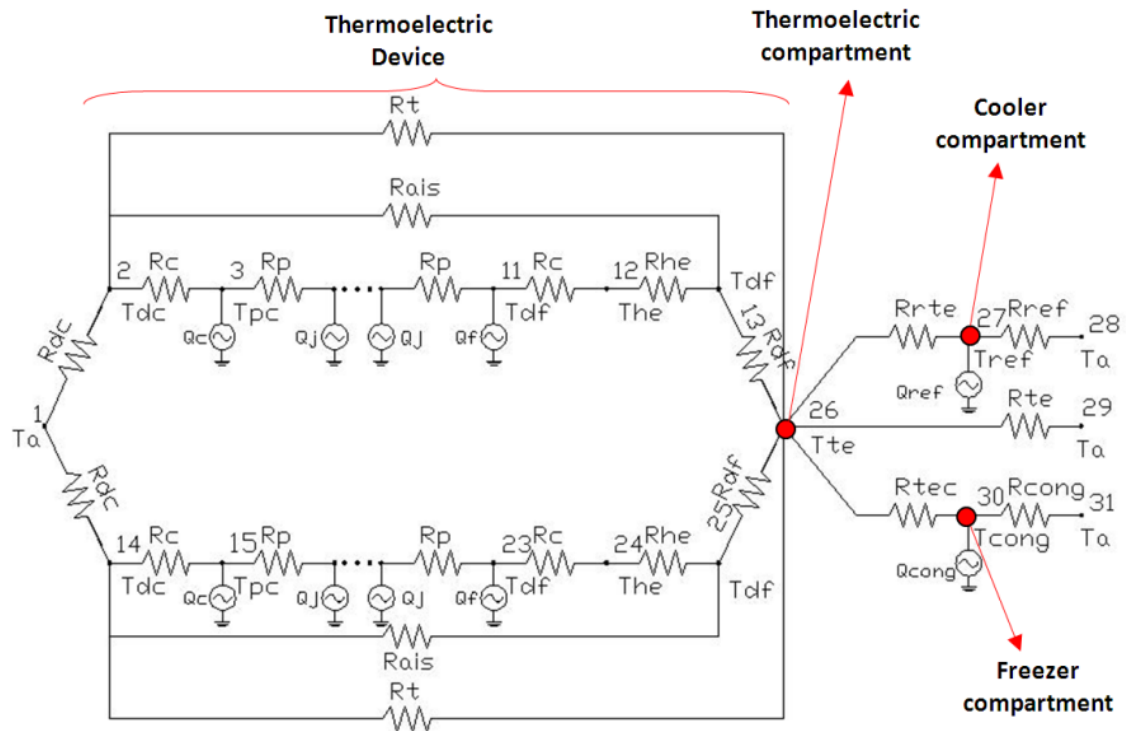 Thermoelectric
Device
Thermoelectric
compartment
Cooler
compartment
Rt
Rais
2 Rc 3 Rp Rp 11 Rc 12 Rhe Tdf
Tdc Tpc Tdf The
Qc Qj QJ Qf
Rdc
13 Rdf
Rrte 27 Rref 28
Tref Ta
Qref
1
Ta
26
Tte
Rte 29
Ta
Rdc
25 Rdf
Rtec 30 Rcong 31
Tcong Ta
Qcong
14 Rc 15 Rp Rp 23 Rc 24 Rhe
Tdc Tpc Tdf The Tdf
Qc Qj QJ Qf
Rais
Rt
Freezer
compartment